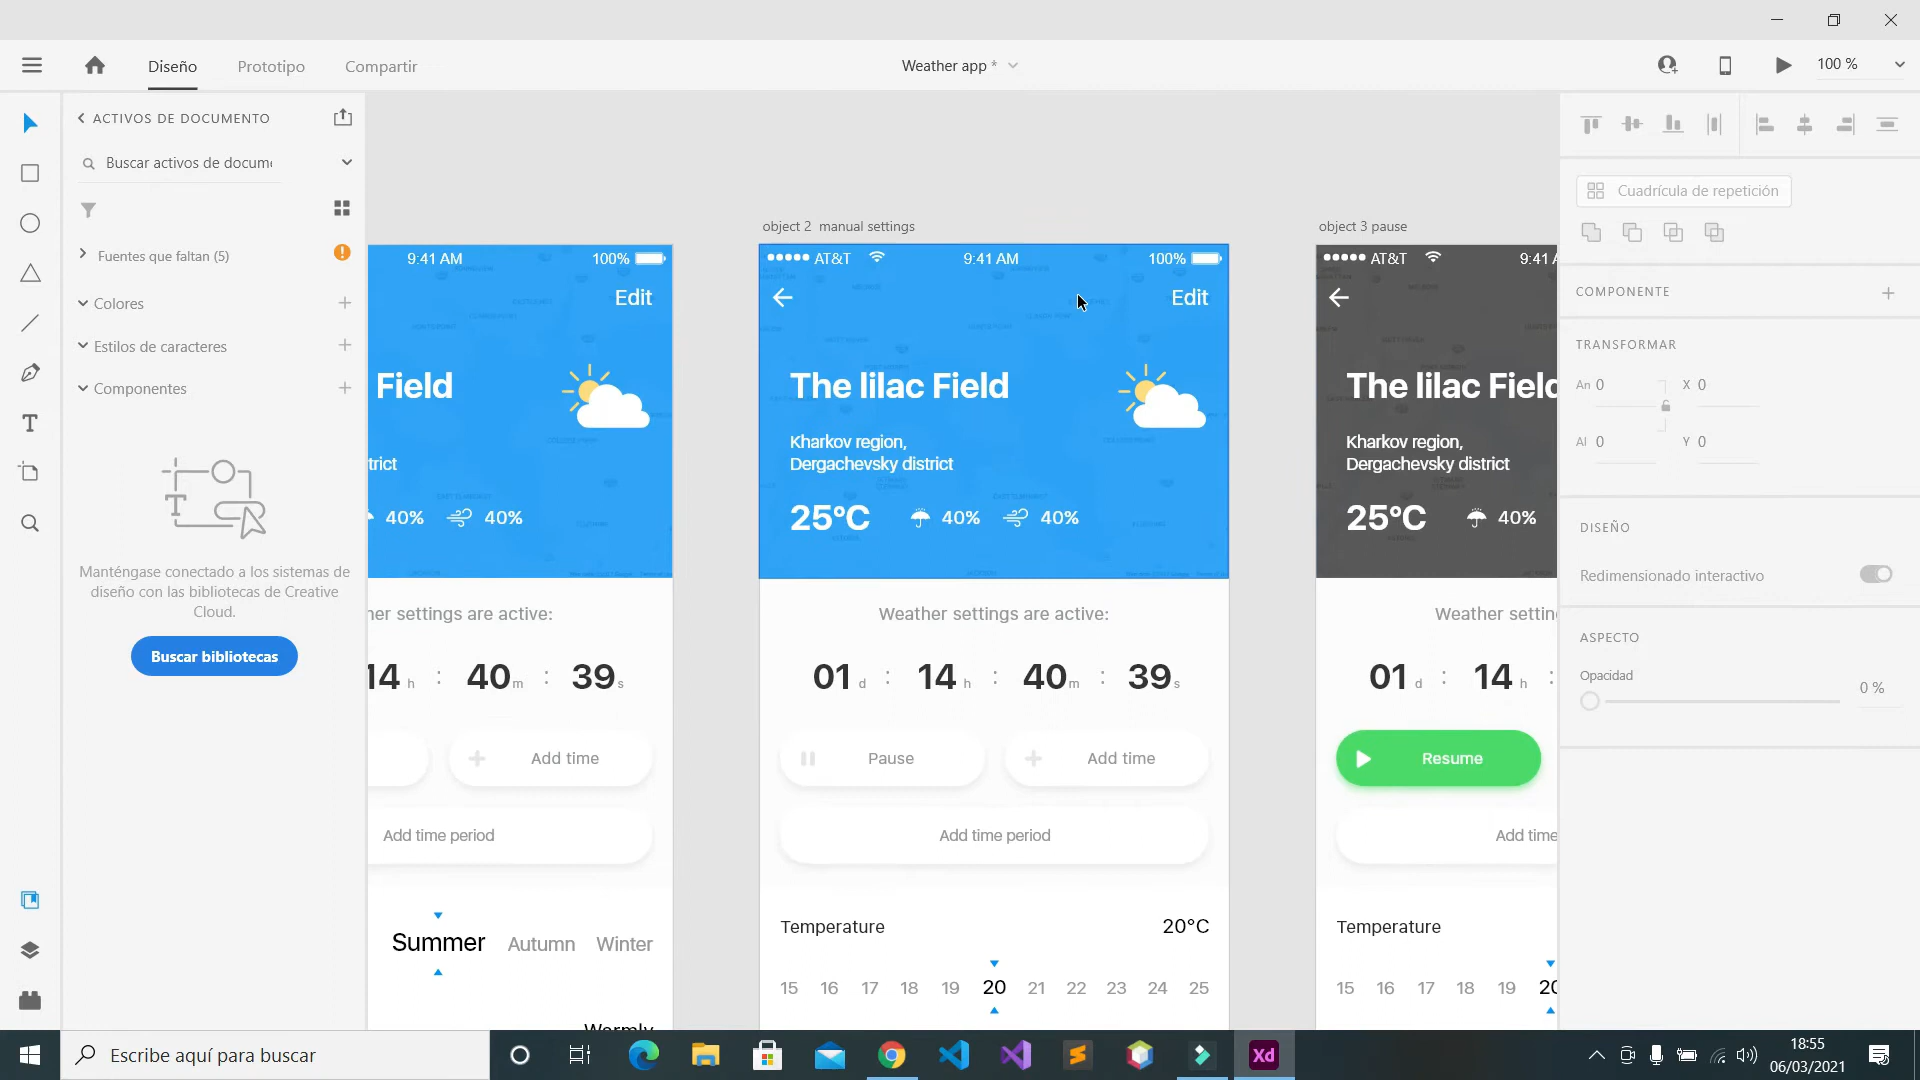 Diseño
Prototipo
Compartir
Weather app *
100 %
ACTIVOS DE DOCUMENTO
Buscar activos de docum
Fuentes que faltan (5)
Colores
Estilos de caracteres
Componentes
Manténgase conectado a los sistemas de
diseño con las bibliotecas de Creative
Cloud.
Buscar bibliotecas
9:41 AM
100%
Edit
Field
trict
40%
40%
her settings are active:
14 h : 40 m : 39 s
Add time
Add time period
Summer
Autumn
Winter
Warmly
object 2 manual settings
AT&T
9:41 AM
100%
Edit
The lilac Field
Kharkov region,
Dergachevsky district
25°C
40%
40%
Weather settings are active:
01 d : 14 h : 40 m : 39 s
Pause
Add time
Add time period
Temperature
20°C
15 16 17 18 19 20 21 22 23 24 25
object 3 pause
AT&T
9:41 A
The lilac Field
Kharkov region,
Dergachevsky district
25°C
40%
Weather settin
01 d : 14 h :
Resume
Add time
Temperature
15 16 17 18 19 20
Cuadrícula de repetición
COMPONENTE
TRANSFORMAR
An 0
X 0
Al 0
Y 0
DISEÑO
Redimensionado interactivo
ASPECTO
Opacidad
0 %
Escribe aquí para buscar
Xd
18:55
06/03/2021